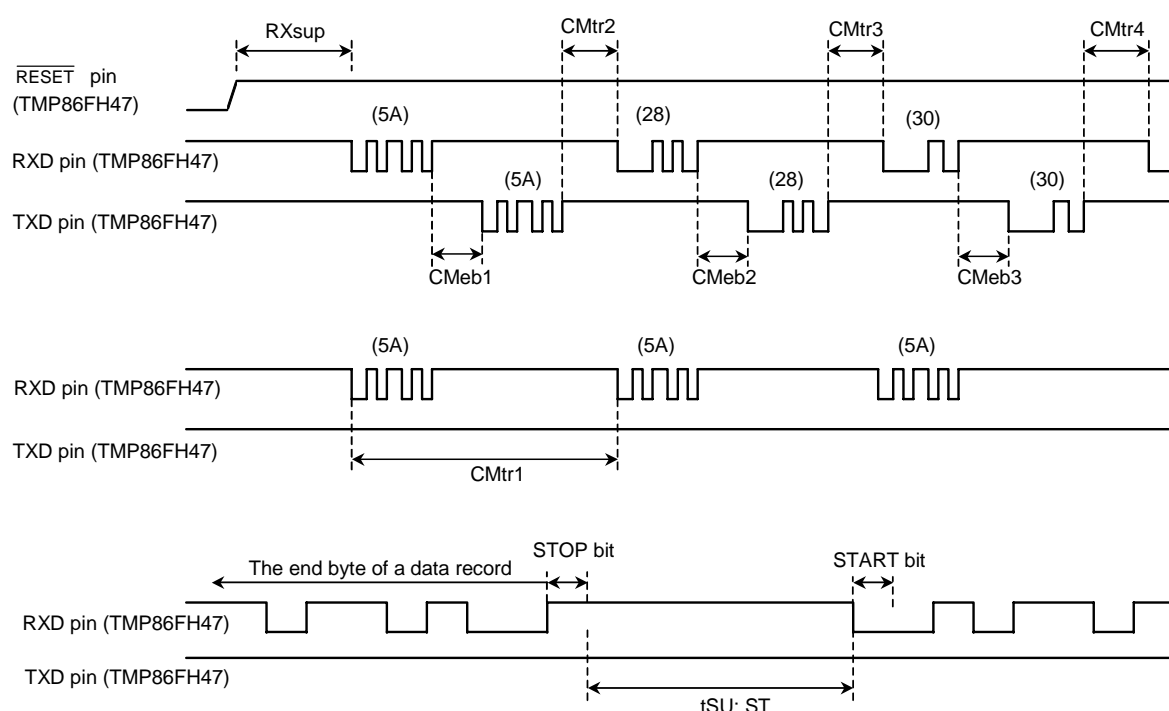 RXsup
CMtr2
CMtr3
CMtr4
RESET pin
(TMP86FH47)
(5A)
(28)
(30)
RXD pin (TMP86FH47)
(5A)
(28)
(30)
TXD pin (TMP86FH47)
CMeb1
CMeb2
CMeb3
(5A)
(5A)
(5A)
RXD pin (TMP86FH47)
TXD pin (TMP86FH47)
CMtr1
STOP bit
START bit
The end byte of a data record
RXD pin (TMP86FH47)
TXD pin (TMP86FH47)
tSU; ST